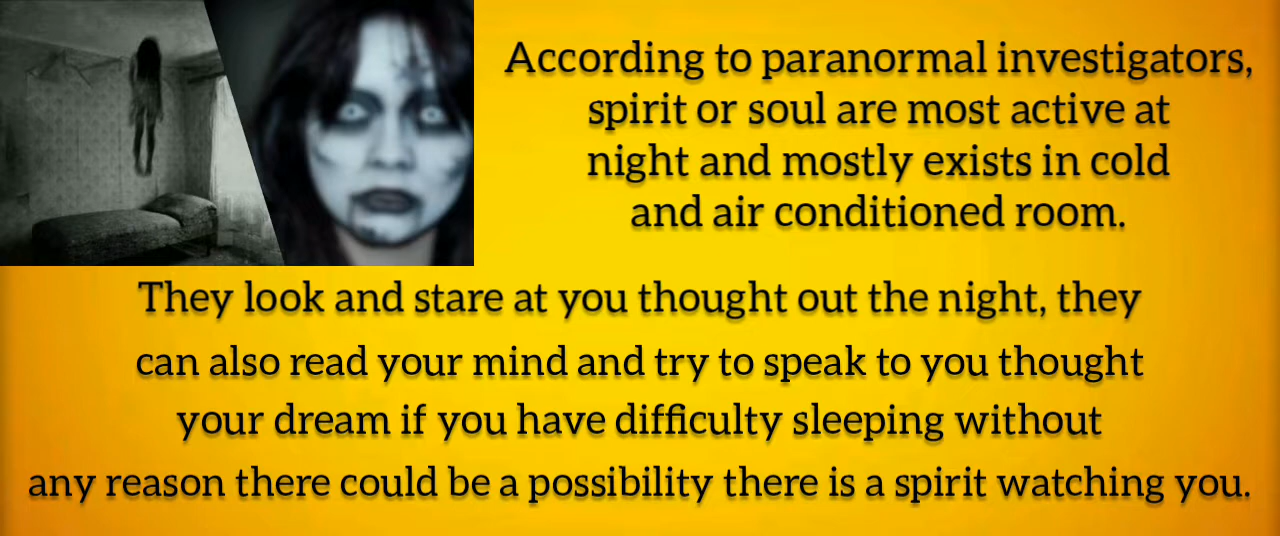 According to paranormal investigators,
spirit or soul are most active at
night and mostly exists in cold
and air conditioned room.
They look and stare at you thought out the night, they
can also read your mind and try to speak to you thought
your dream if you have difficulty sleeping without
any reason there could be a possibility there is a spirit watching you.